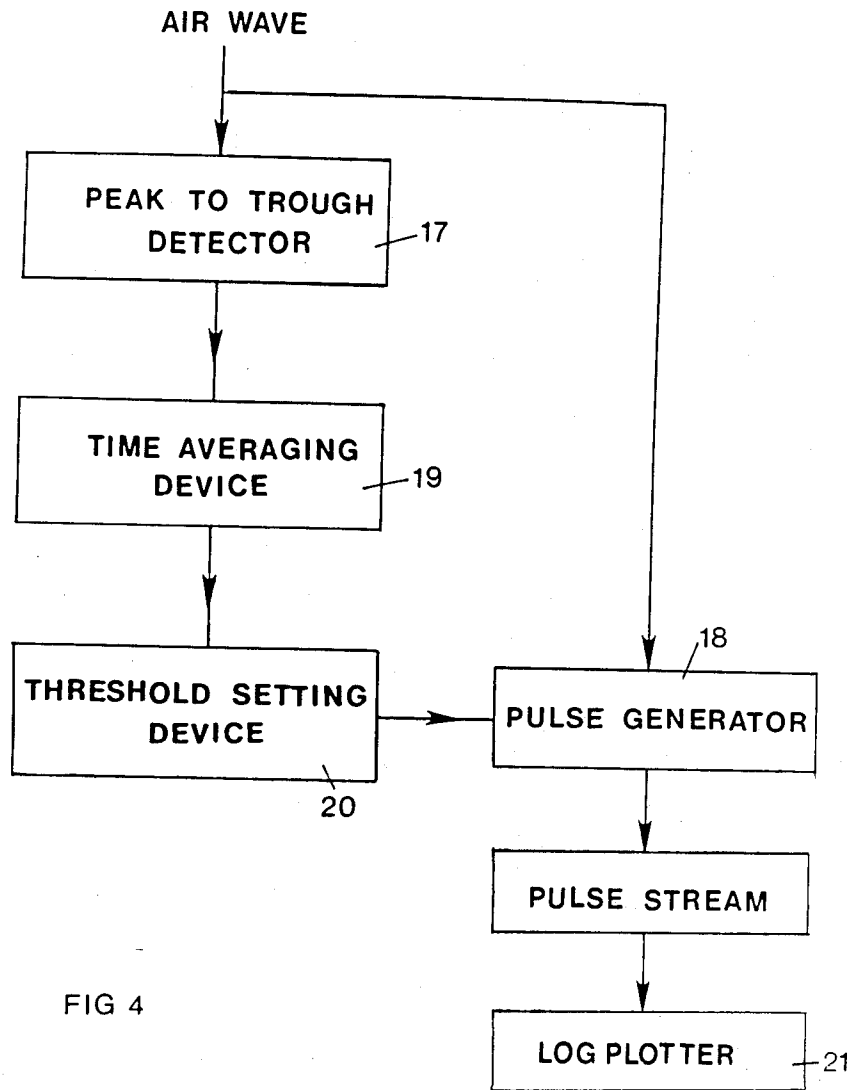 AIR WAVE
PEAK TO TROUGH
DETECTOR
17
TIME AVERAGING
DEVICE
19
THRESHOLD SETTING
DEVICE
20
18
PULSE GENERATOR
PULSE STREAM
LOG PLOTTER
21
FIG 4